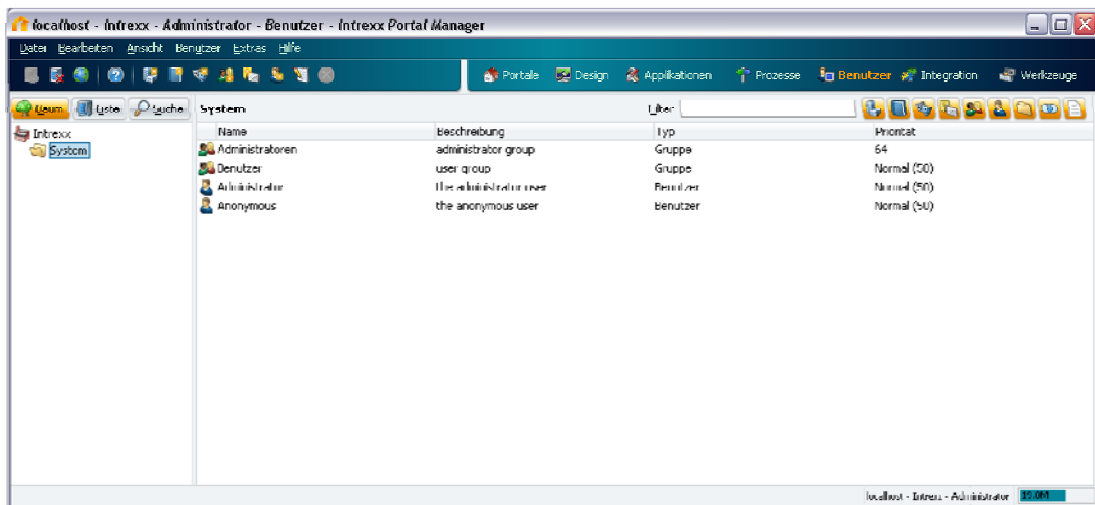 localhost - Intrexx - Administrator - Benutzer - Intrexx Portal Manager
Datei Bearbeiten Ansicht Benutzer Extras Hilfe
Portale Design Applikationen Prozesse Benutzer Integration Werkzeuge
Baum Liste Suche System Filter
Intrexx
System
Name Beschreibung Typ Priorität
Administratoren administrator group Gruppe 64
Benutzer user group Gruppe Normal (50)
Administrator the administrator user Benutzer Normal (50)
Anonymous the anonymous user Benutzer Normal (50)
localhost - Intrexx - Administrator 19.0M